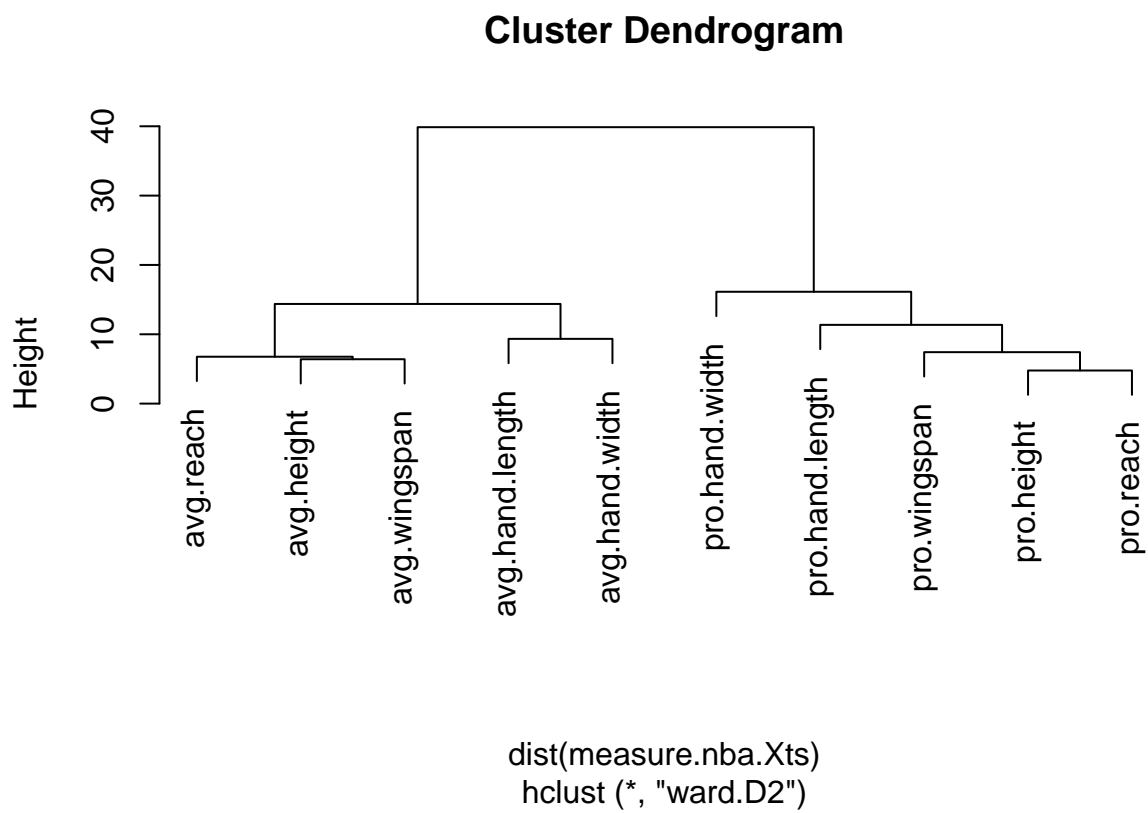 Cluster Dendrogram
Height
40
30
20
10
0
avg.reach
avg.height
avg.wingspan
avg.hand.length
avg.hand.width
pro.hand.width
pro.hand.length
pro.wingspan
pro.height
pro.reach
dist(measure.nba.Xts)
hclust (*, "ward.D2")